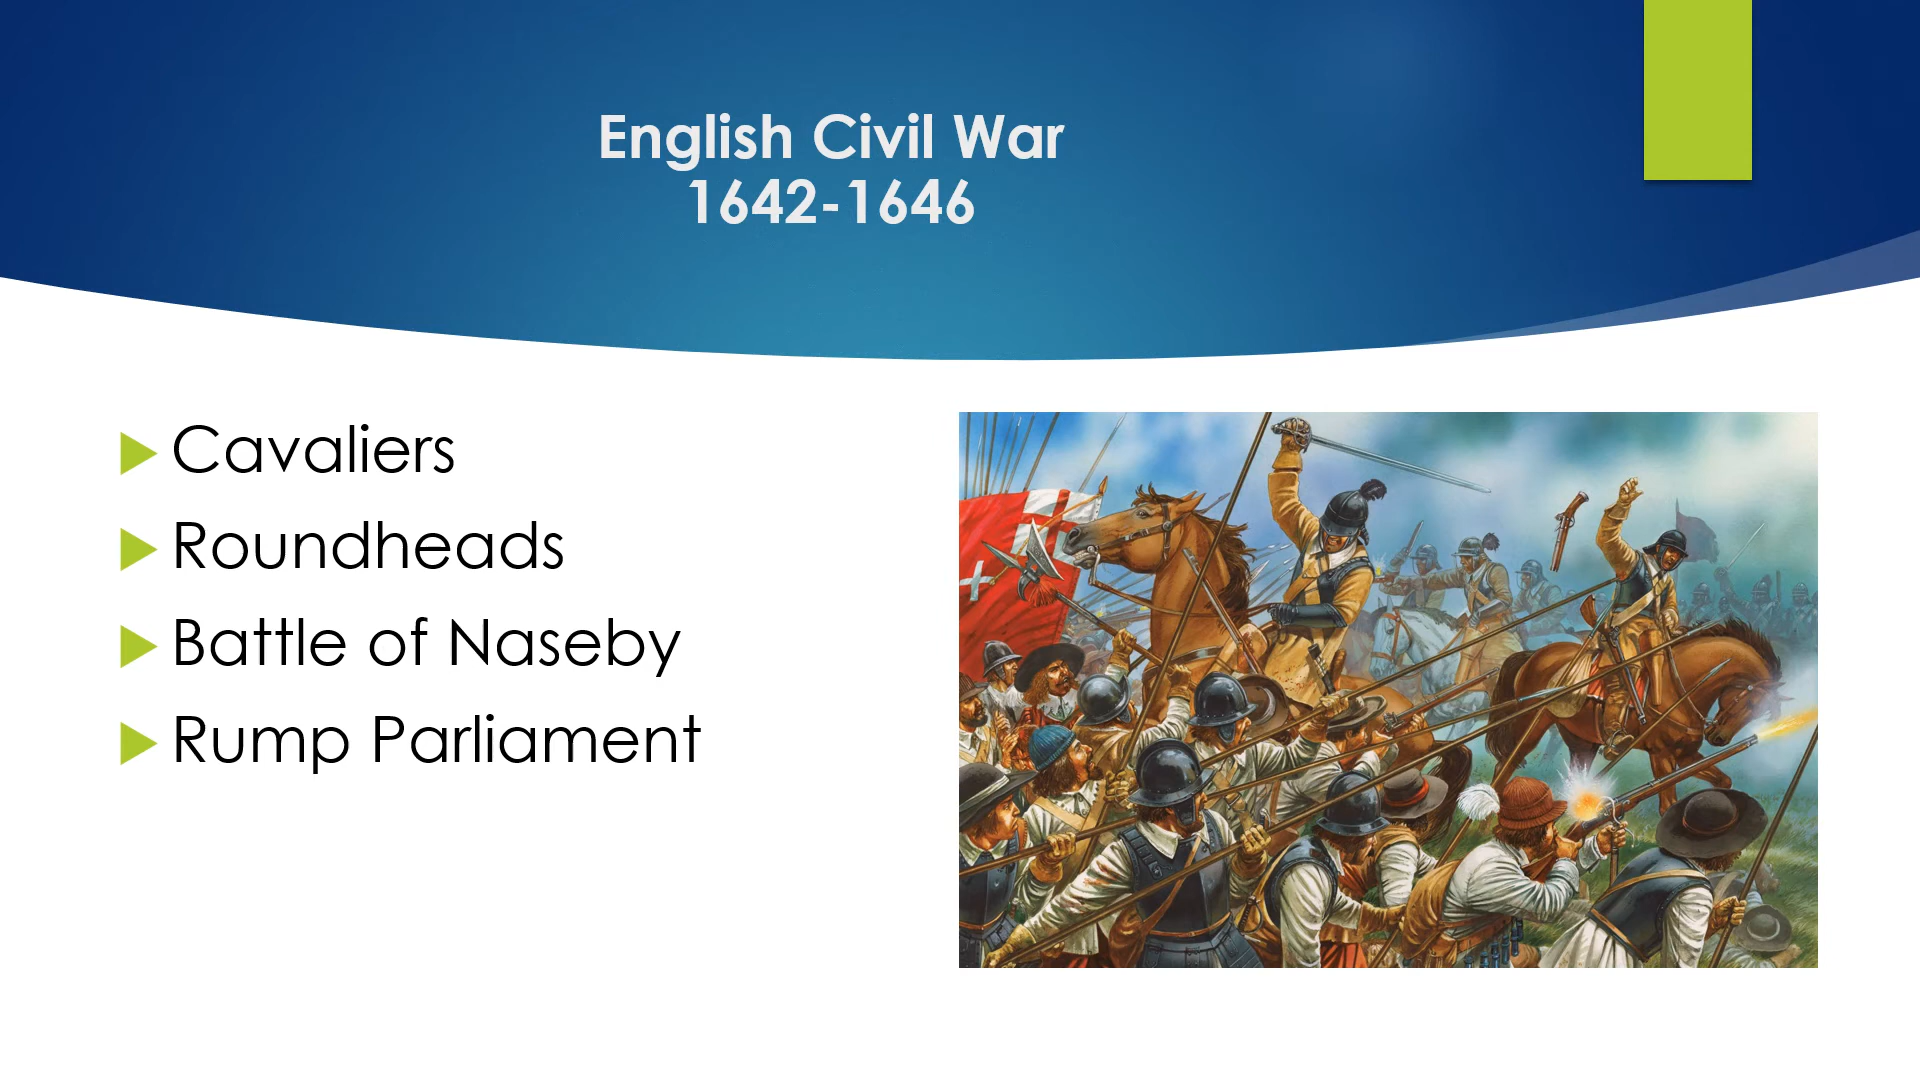 English Civil War
1642-1646
Cavaliers
Roundheads
Battle of Naseby
Rump Parliament